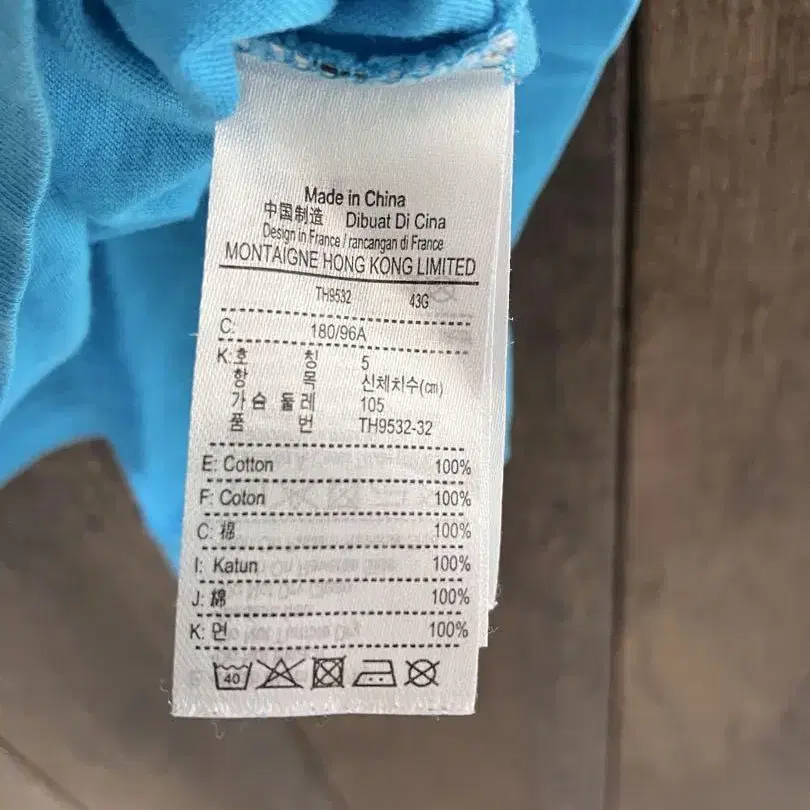 Made in China
中国制造 Dibuat Di Cina
Design in France / rancangan di France
MONTAIGNE HONG KONG LIMITED
TH9532 43G
C: 180/96A
K:호 칭 5
항 목 신체치수(cm)
가슴 둘레 105
품 번 TH9532-32
E: Cotton 100%
F: Coton 100%
C: 棉 100%
I: Katun 100%
J: 綿 100%
K: 면 100%
40